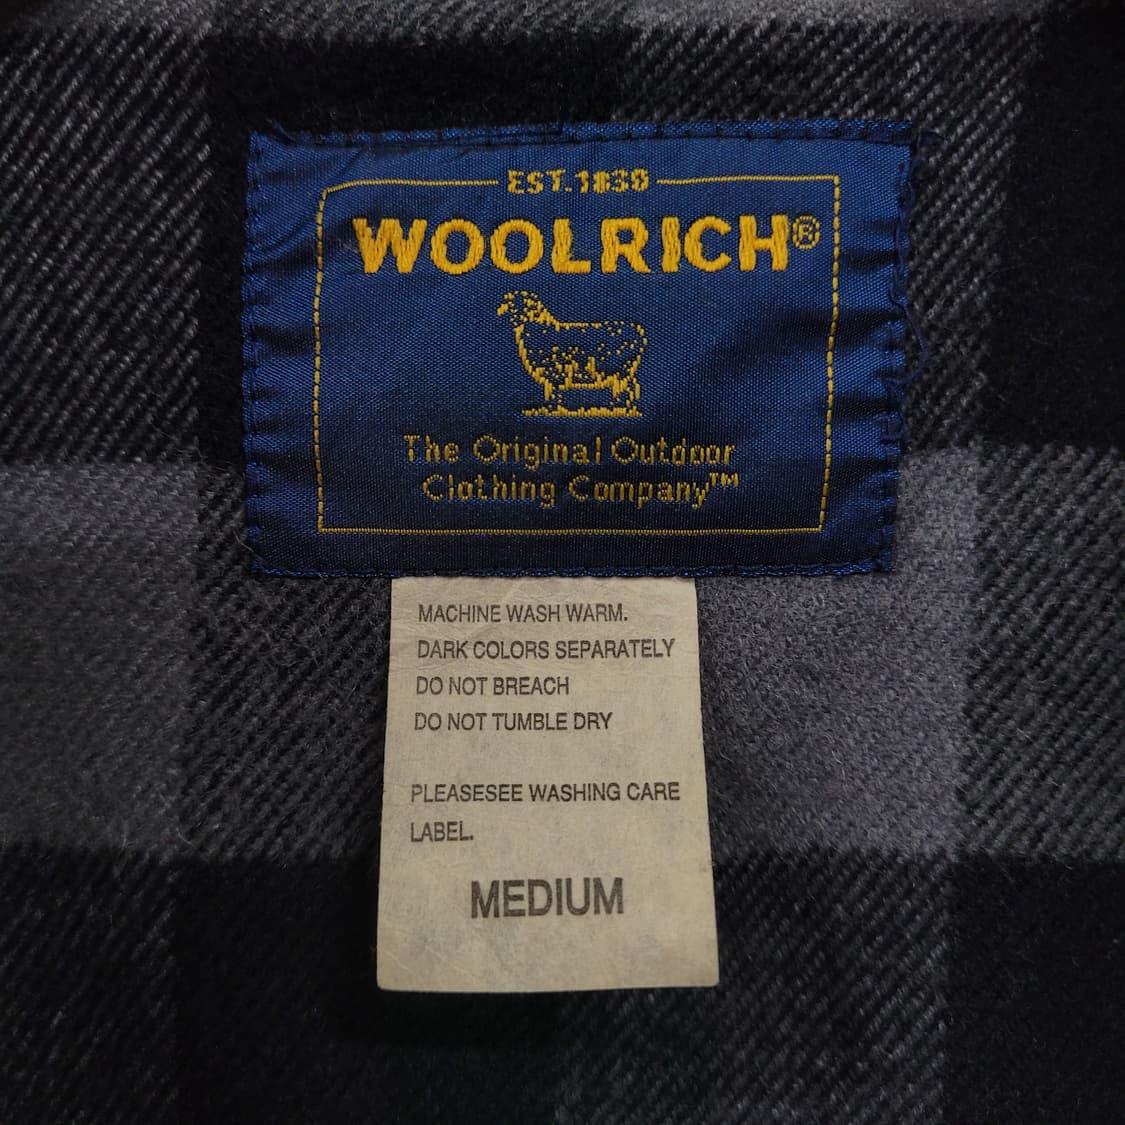 EST.1830
WOOLRICH®
The Original Outdoor
Clothing Company™
MACHINE WASH WARM.
DARK COLORS SEPARATELY
DO NOT BREACH
DO NOT TUMBLE DRY
PLEASESEE WASHING CARE
LABEL.
MEDIUM